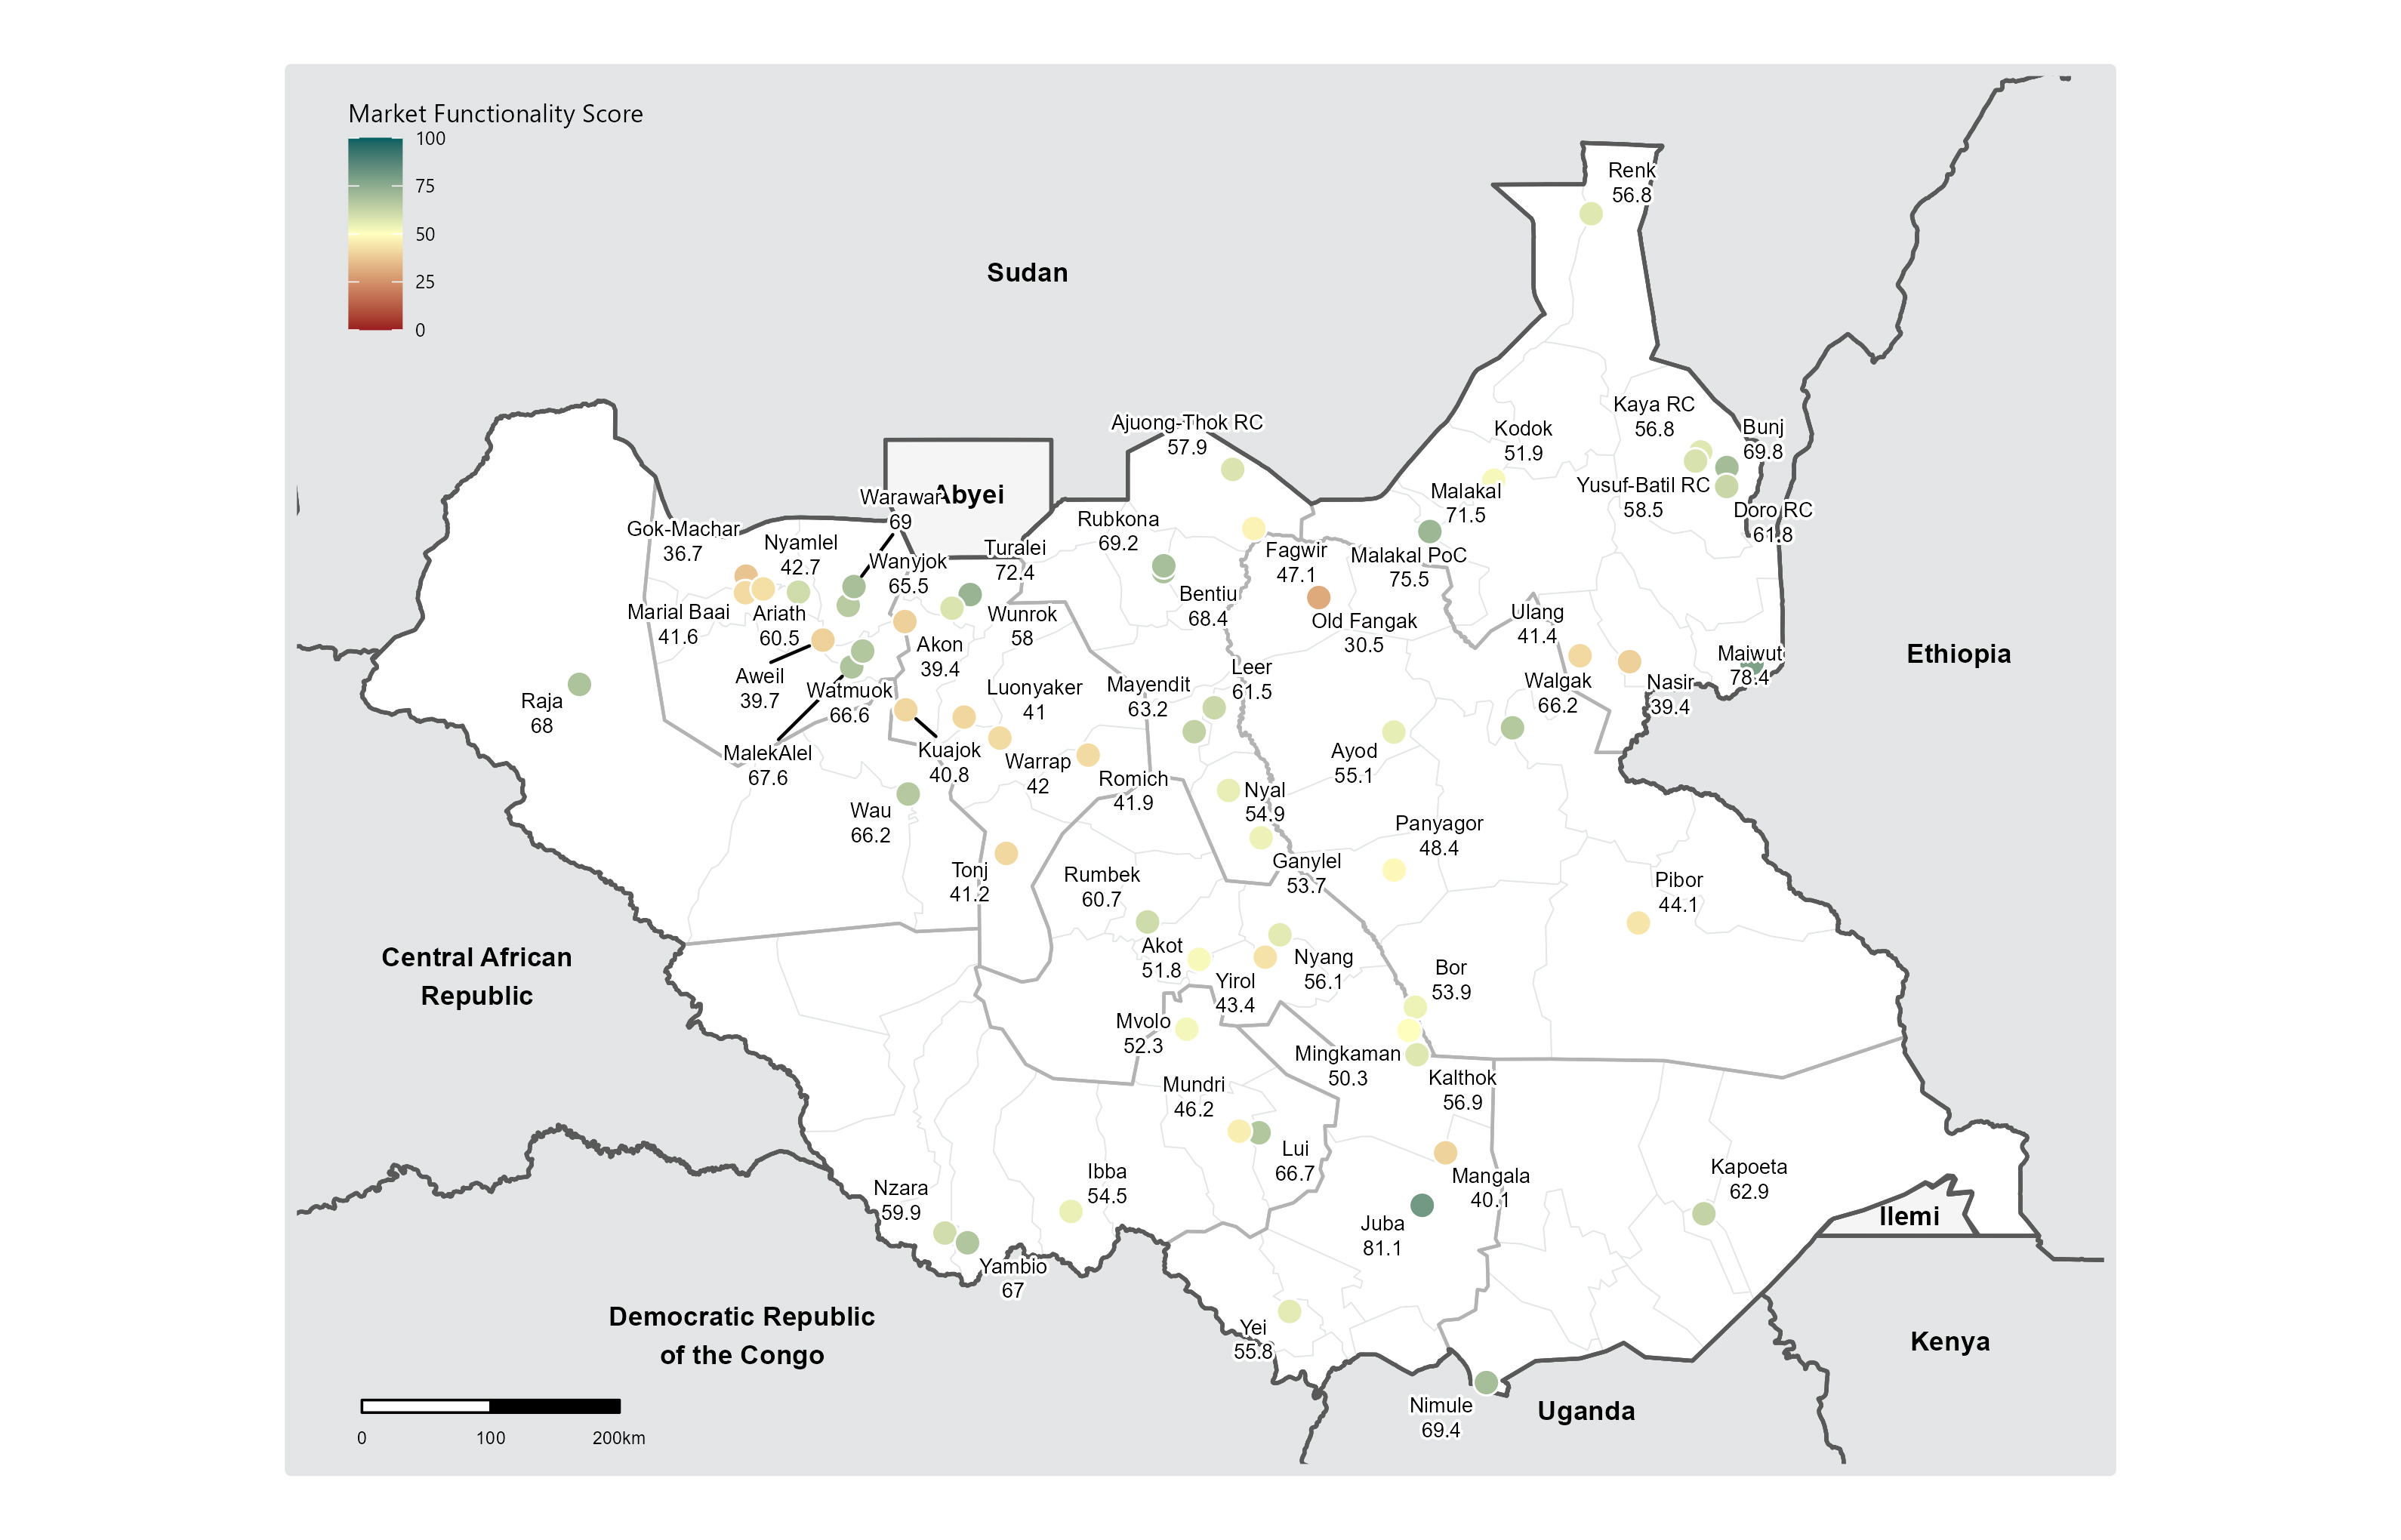 Market Functionality Score
100
75
50
25
0
Sudan
Renk
56.8
Kaya RC
56.8
Bunj
69.8
Kodok
51.9
Ajuong-Thok RC
57.9
Malakal
71.5
Yusuf-Batil RC
58.5
Doro RC
61.8
Abyei
Warawar
69
Gok-Machar
36.7
Nyamlel
42.7
Wanyjok
65.5
Turalei
72.4
Rubkona
69.2
Fagwir
47.1
Malakal PoC
75.5
Marial Baai
41.6
Ariath
60.5
Akon
39.4
Wunrok
58
Bentiu
68.4
Old Fangak
30.5
Ulang
41.4
Ethiopia
Maiwut
78.4
Raja
68
Aweil
39.7
Watmuok
66.6
Luonyaker
41
Mayendit
63.2
Leer
61.5
Walgak
66.2
Nasir
39.4
MalekAlel
67.6
Kuajok
40.8
Warrap
42
Romich
41.9
Ayod
55.1
Wau
66.2
Nyal
54.9
Panyagor
48.4
Tonj
41.2
Rumbek
60.7
Ganylel
53.7
Pibor
44.1
Central African
Republic
Akot
51.8
Yirol
43.4
Nyang
56.1
Bor
53.9
Mvolo
52.3
Mingkaman
50.3
Kalthok
56.9
Mundri
46.2
Lui
66.7
Mangala
40.1
Kapoeta
62.9
Ilemi
Nzara
59.9
Ibba
54.5
Juba
81.1
Yambio
67
Democratic Republic
of the Congo
Yei
55.8
Kenya
Nimule
69.4
Uganda
0
100
200km